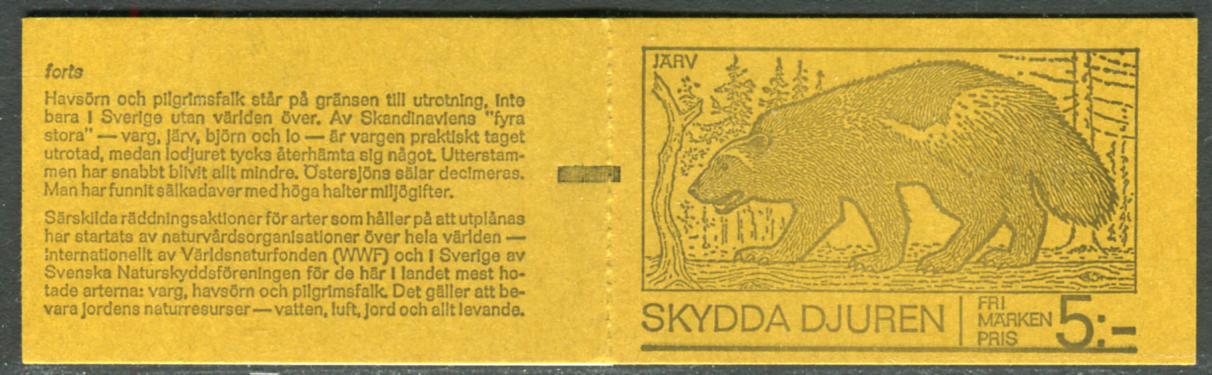 forts
Havsörn och pilgrimsfalk står på gränsen till utrotning, inte
bara i Sverige utan världen över. Av Skandinaviens "fyra
stora" — varg, järv, björn och lo — är vargen praktiskt taget
utrotad, medan lodjuret tycks återhämta sig något. Utterstam-
men har snabbt blivit allt mindre. Östersjöns sälar decimeras.
Man har funnit sälkadaver med höga halter miljögifter.
Särskilda räddningsaktioner för arter som håller på att utplånas
har startats av naturvårdsorganisationer över hela världen —
internationellt av Världsnaturfonden (WWF) och i Sverige av
Svenska Naturskyddsföreningen för de här i landet mest ho-
tade arterna: varg, havsörn och pilgrimsfalk. Det gäller att be-
vara jordens naturresurser — vatten, luft, jord och allt levande.
JÄRV
SKYDDA DJUREN
FRI
MÄRKEN
PRIS
5:-